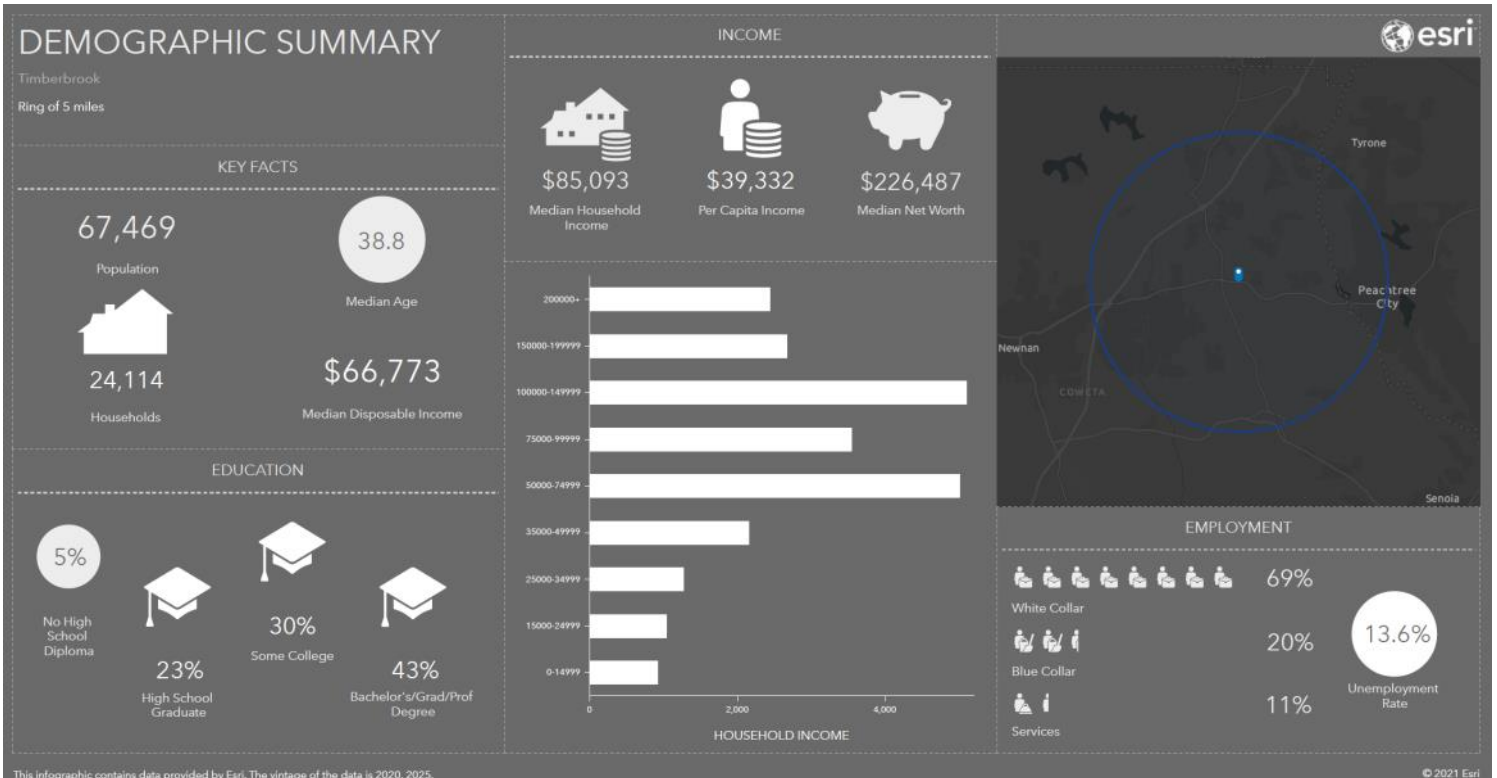 DEMOGRAPHIC SUMMARY
Timberbrook
Ring of 5 miles
KEY FACTS
67,469
Population
38.8
Median Age
24,114
Households
$66,773
Median Disposable Income
EDUCATION
5%
No High
School
Diploma
23%
High School
Graduate
30%
Some College
43%
Bachelor's/Grad/Prof
Degree
INCOME
$85,093
Median Household
Income
$39,332
Per Capita Income
$226,487
Median Net Worth
200000+
150000-199999
100000-149999
75000-99999
50000-74999
35000-49999
25000-34999
15000-24999
0-14999
0
2,000
4,000
HOUSEHOLD INCOME
esri
Tyrone
Peachtree
City
Newnan
COWETA
Senoia
EMPLOYMENT
69%
White Collar
20%
Blue Collar
11%
Services
13.6%
Unemployment
Rate
This infographic contains data provided by Esri. The vintage of the data is 2020, 2025.
© 2021 Esri